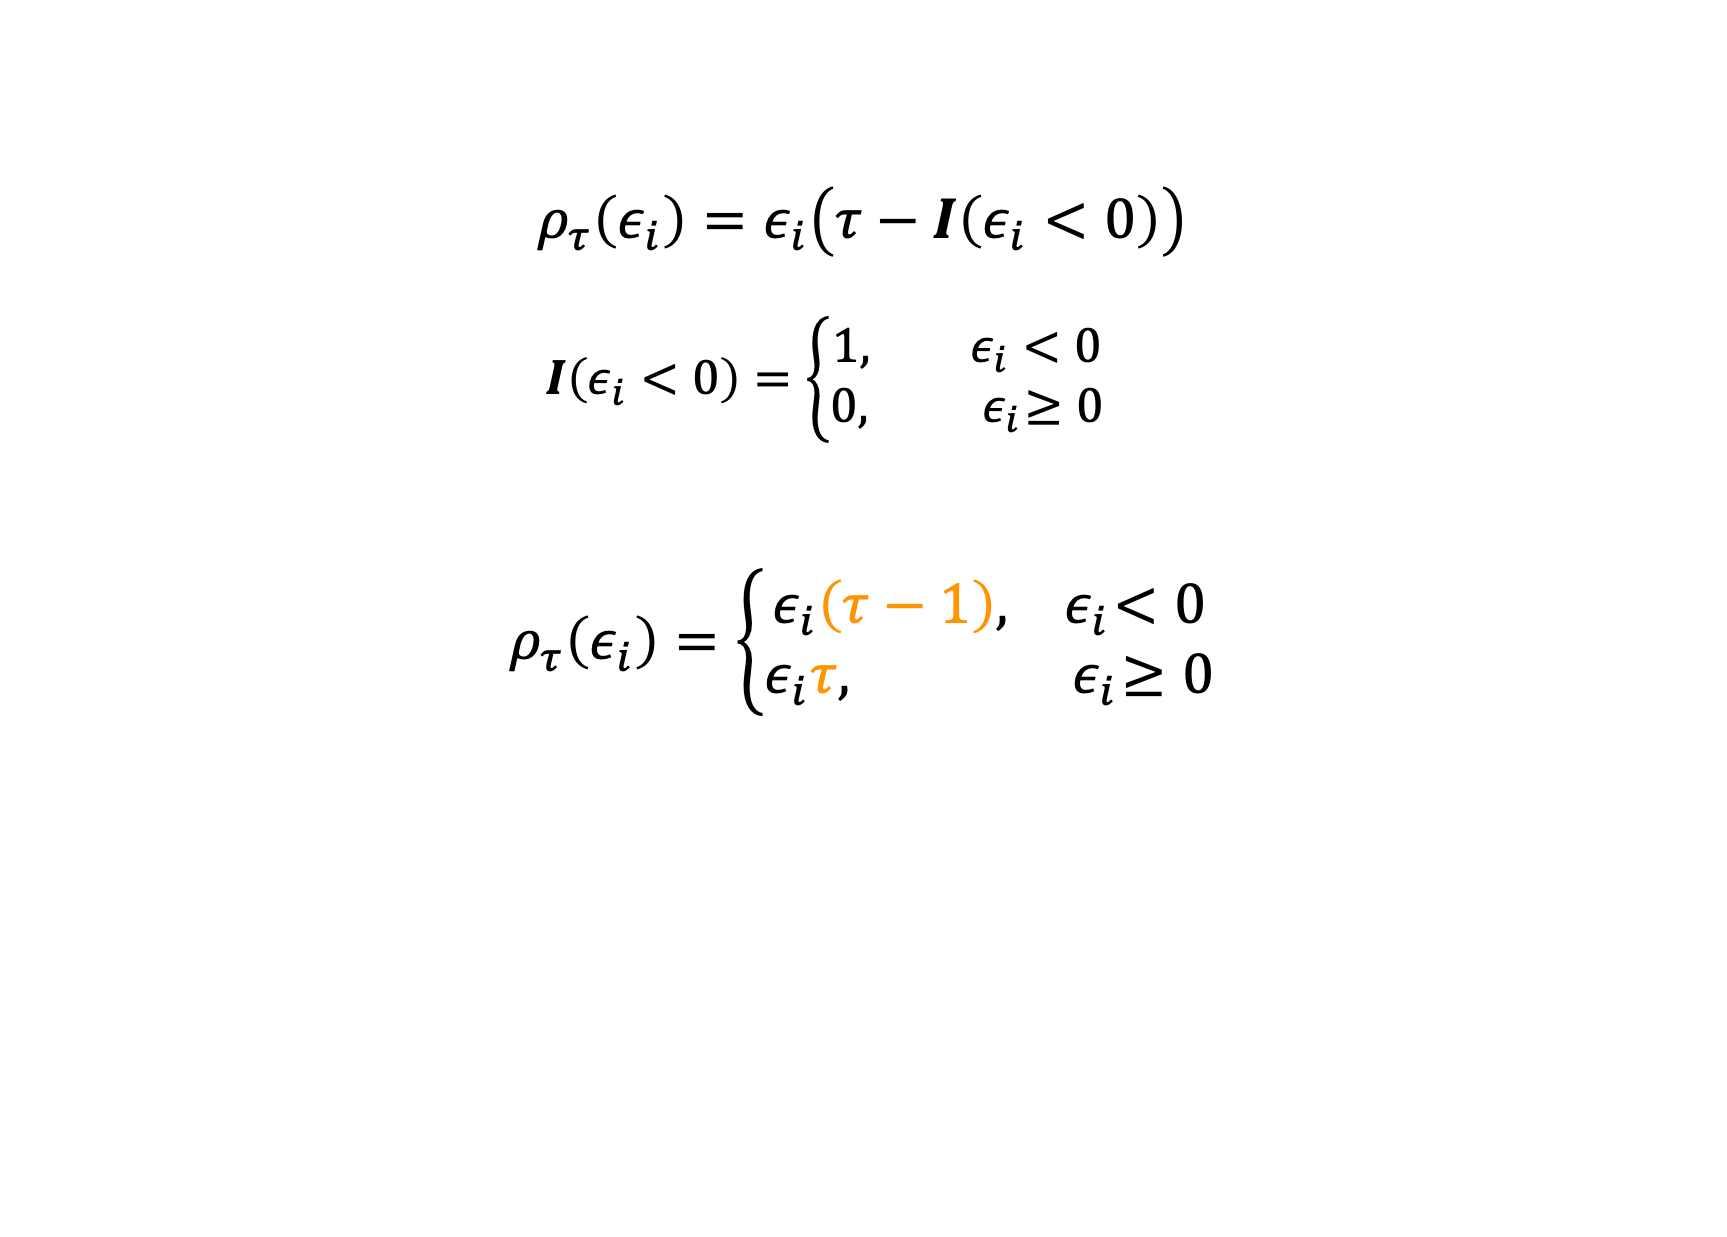 ρ_τ(ϵ_i) = ϵ_i(τ − I(ϵ_i < 0))
I(ϵ_i < 0) = {1, ϵ_i < 0
0, ϵ_i ≥ 0
ρ_τ(ϵ_i) = {ϵ_i(τ − 1), ϵ_i < 0
ϵ_iτ, ϵ_i ≥ 0